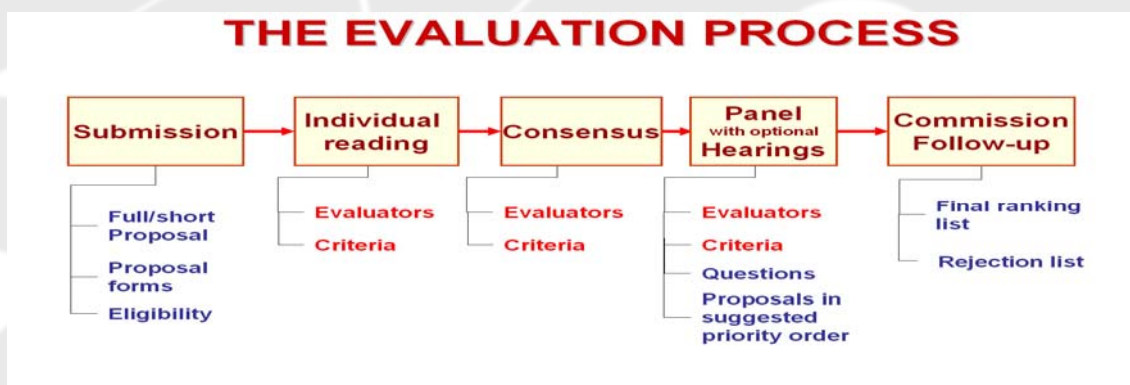 THE EVALUATION PROCESS
Submission
Individual
reading
Consensus
Panel
with optional
Hearings
Commission
Follow-up
Full/short
Proposal
Proposal
forms
Eligibility
Evaluators
Criteria
Evaluators
Criteria
Evaluators
Criteria
Questions
Proposals in
suggested
priority order
Final ranking
list
Rejection list